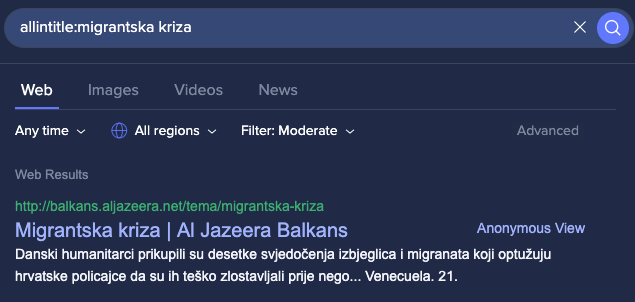 allintitle:migrantska kriza
Web Images Videos News
Any time All regions Filter: Moderate Advanced
Web Results
http://balkans.aljazeera.net/tema/migrantska-kriza
Migrantska kriza | Al Jazeera Balkans Anonymous View
Danski humanitarci prikupili su desetke svjedočenja izbjeglica i migranata koji optužuju
hrvatske policajce da su ih teško zlostavljali prije nego... Venecuela. 21.